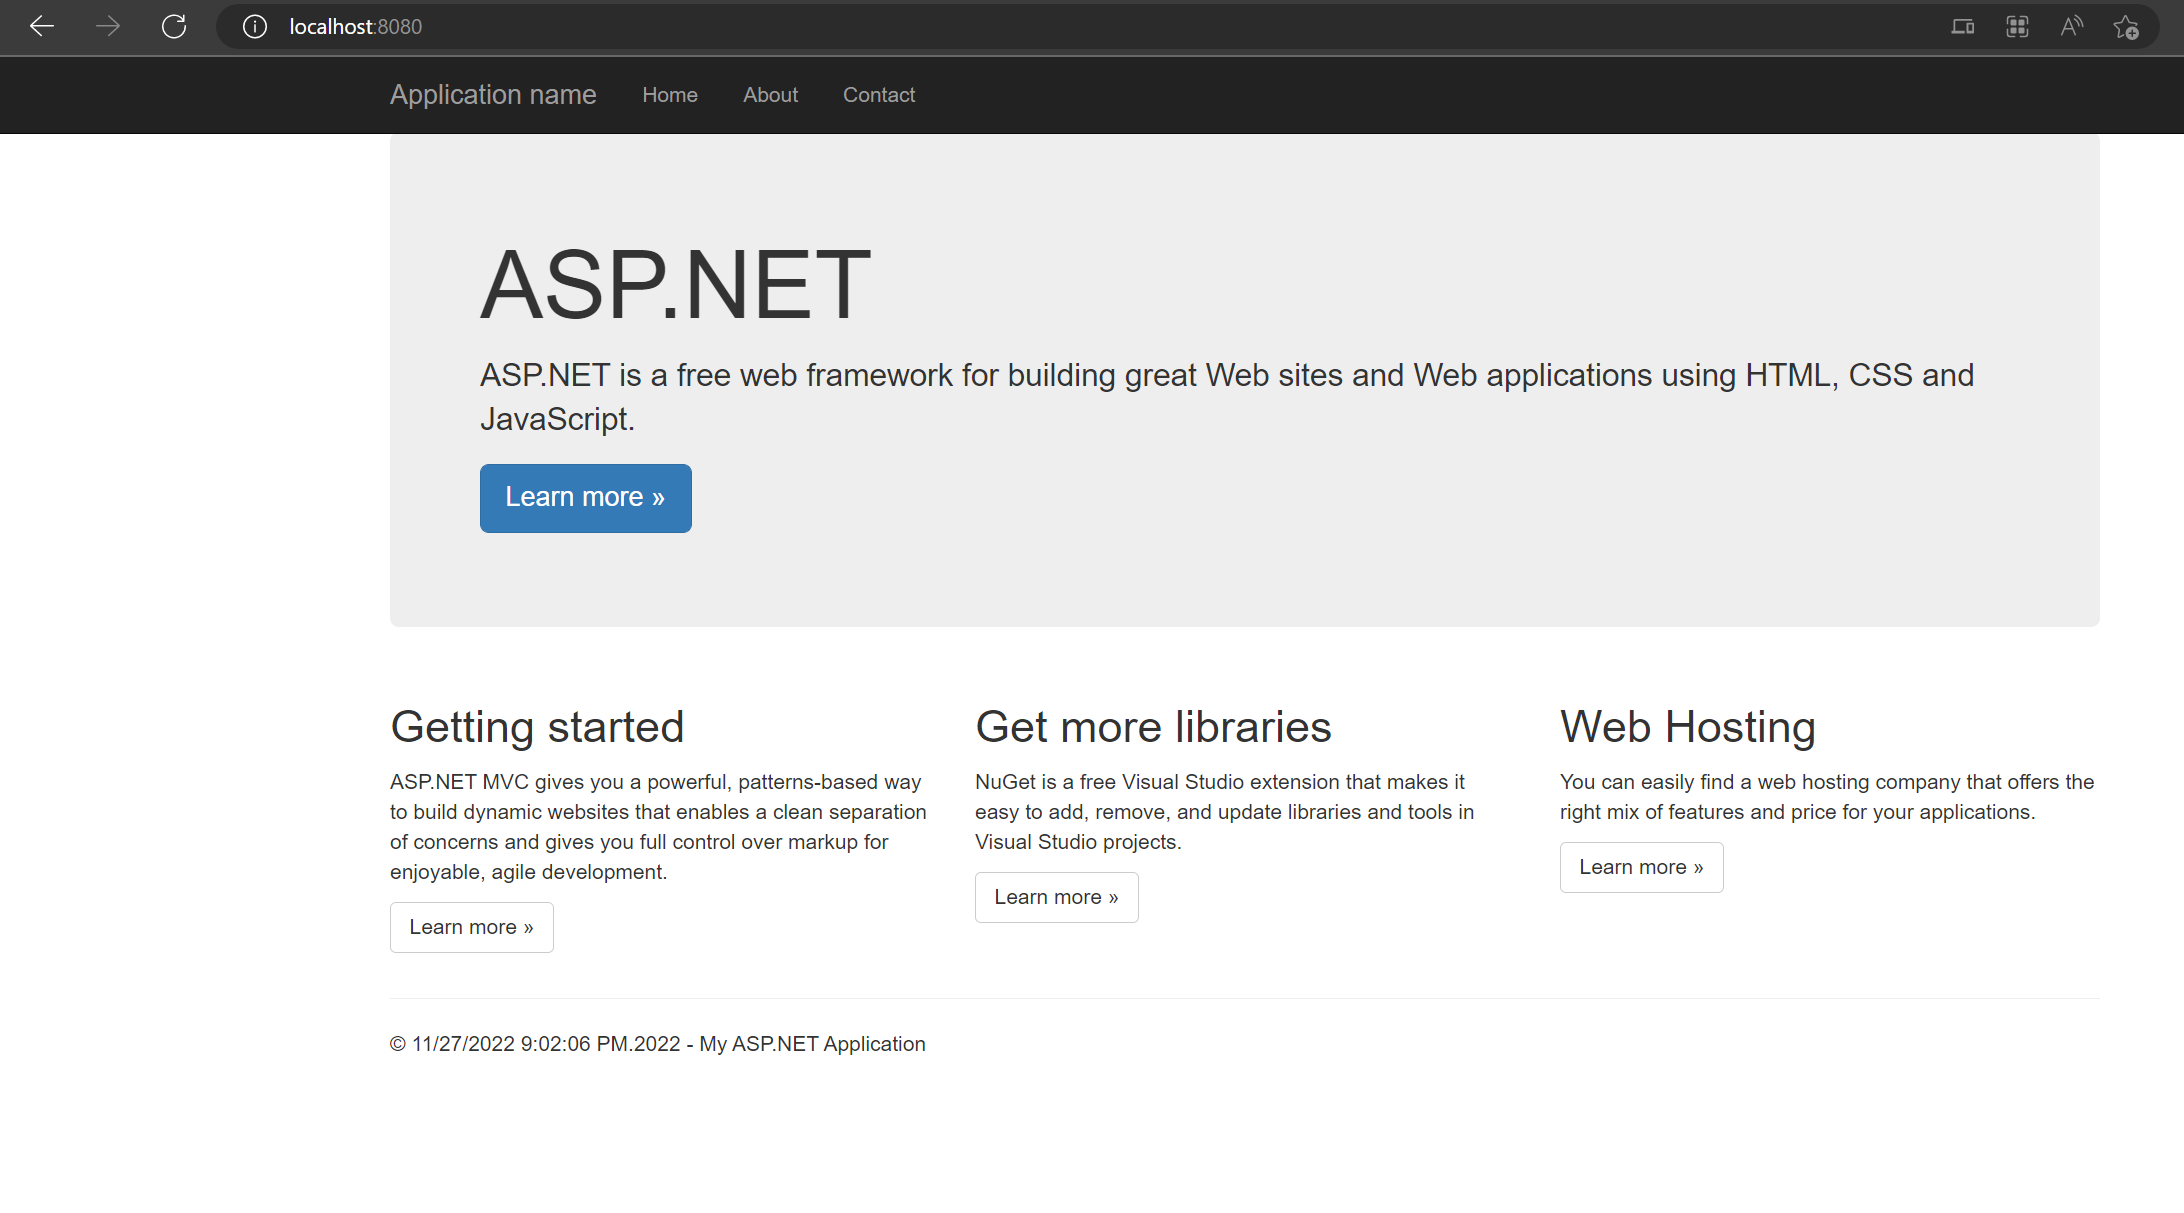 localhost:8080
Application name Home About Contact
ASP.NET
ASP.NET is a free web framework for building great Web sites and Web applications using HTML, CSS and
JavaScript.
Learn more »
Getting started
ASP.NET MVC gives you a powerful, patterns-based way
to build dynamic websites that enables a clean separation
of concerns and gives you full control over markup for
enjoyable, agile development.
Learn more »
Get more libraries
NuGet is a free Visual Studio extension that makes it
easy to add, remove, and update libraries and tools in
Visual Studio projects.
Learn more »
Web Hosting
You can easily find a web hosting company that offers the
right mix of features and price for your applications.
Learn more »
© 11/27/2022 9:02:06 PM.2022 - My ASP.NET Application